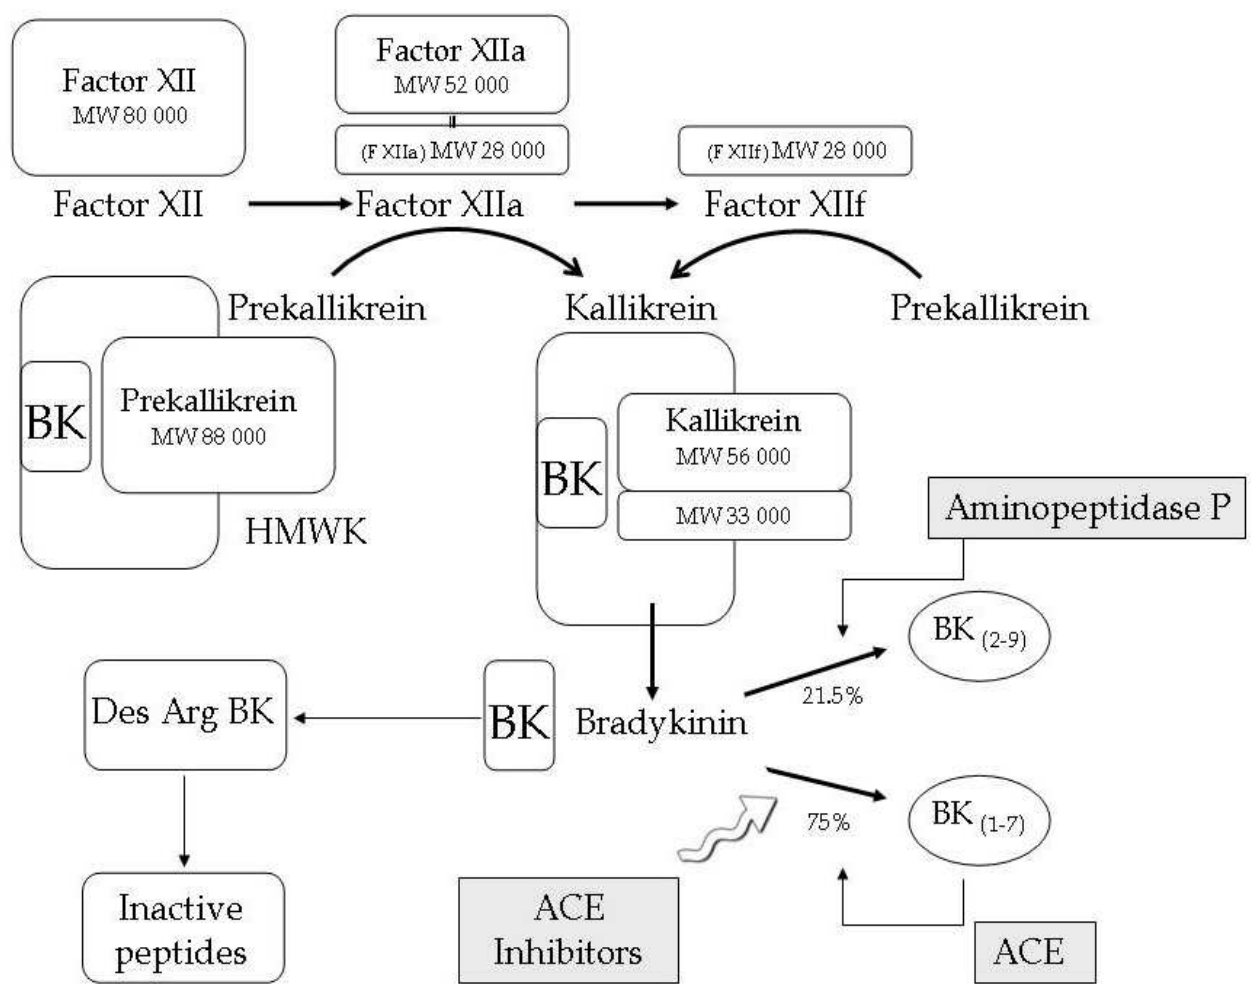 Factor XII
MW 80 000
Factor XIIa
MW 52 000
(F XIIa) MW 28 000
(F XIIf) MW 28 000
Factor XII
Factor XIIa
Factor XIIf
Prekallikrein
Kallikrein
Prekallikrein
BK
Prekallikrein
MW 88 000
HMWK
BK
Kallikrein
MW 56 000
MW 33 000
Aminopeptidase P
BK (2-9)
21.5%
Des Arg BK
BK
Bradykinin
75%
BK (1-7)
Inactive
peptides
ACE
Inhibitors
ACE